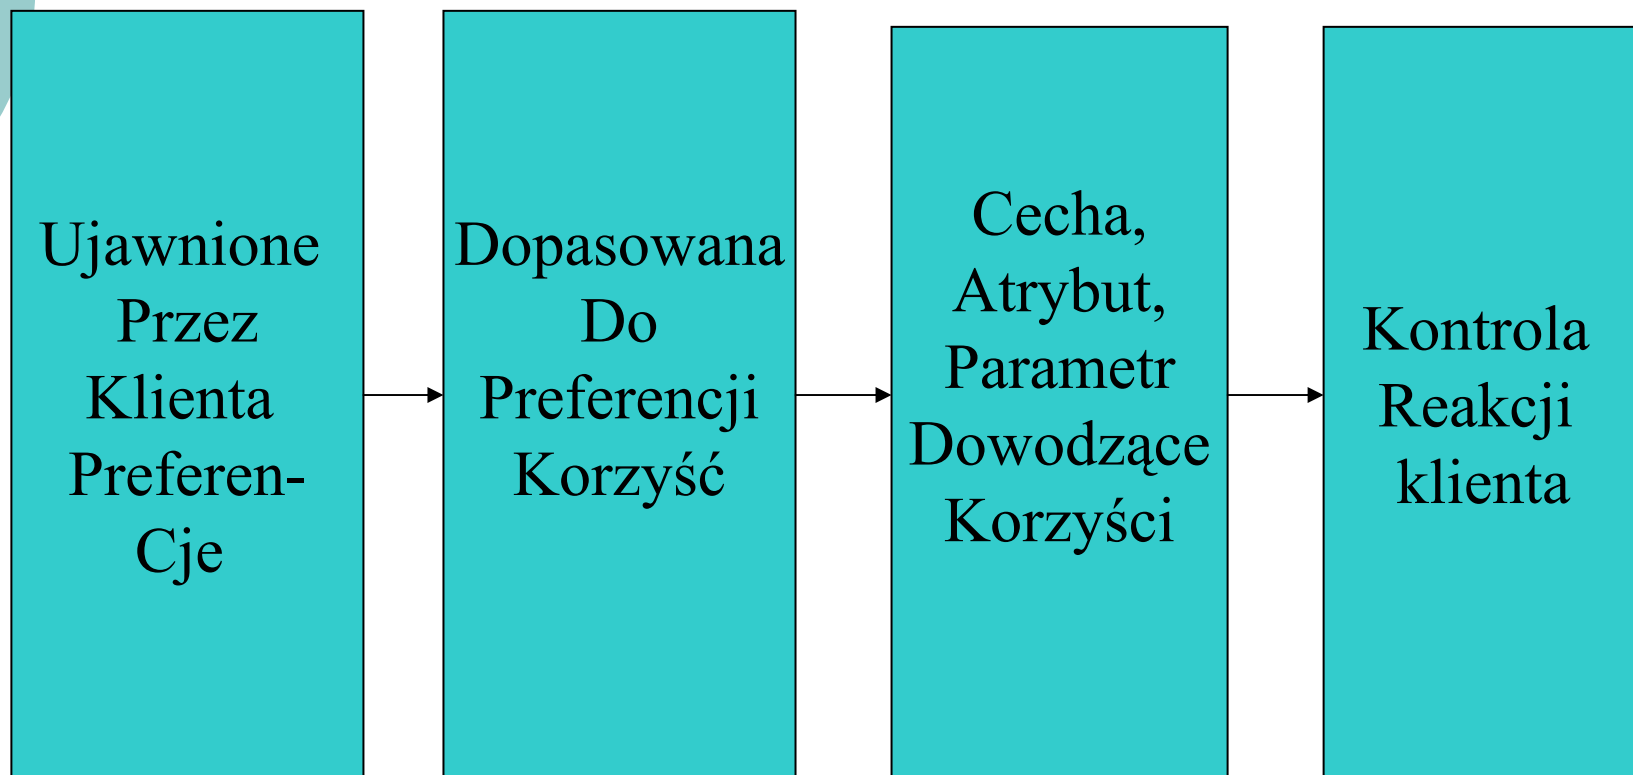 Ujawnione
Przez
Klienta
Preferen-
Cje
Dopasowana
Do
Preferencji
Korzyść
Cecha,
Atrybut,
Parametr
Dowodzące
Korzyści
Kontrola
Reakcji
klienta